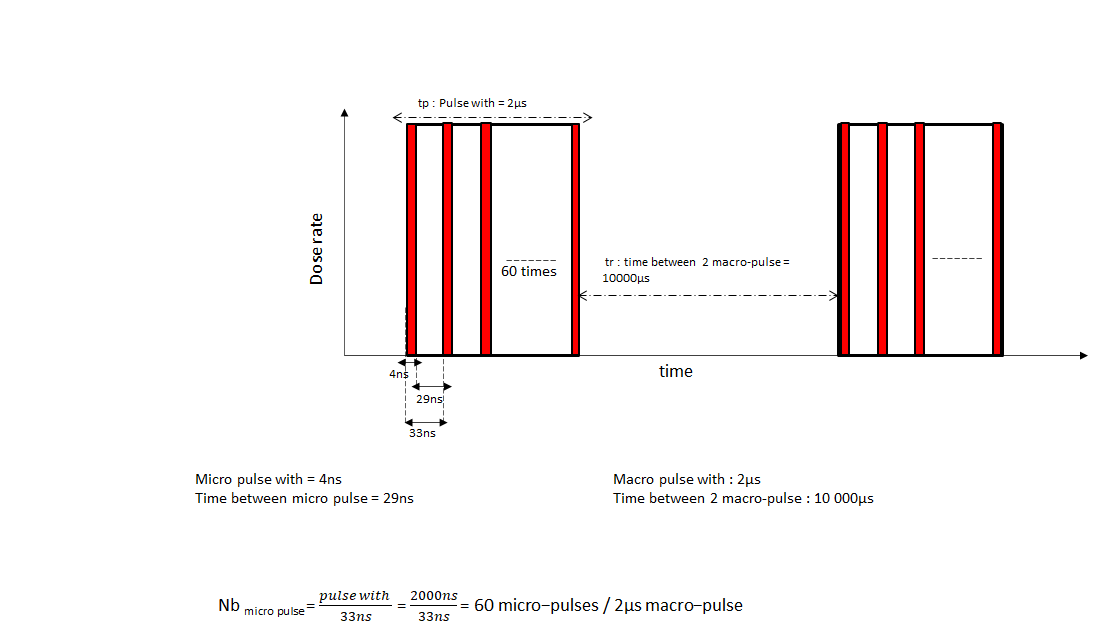 tp : Pulse with = 2µs
Dose rate
60 times
tr : time between 2 macro-pulse =
10000µs
time
4ns
29ns
33ns
Micro pulse with = 4ns
Time between micro pulse = 29ns
Macro pulse with : 2µs
Time between 2 macro-pulse : 10 000µs
Nb micro pulse = pulse with / 33ns = 2000ns / 33ns = 60 micro−pulses / 2µs macro−pulse